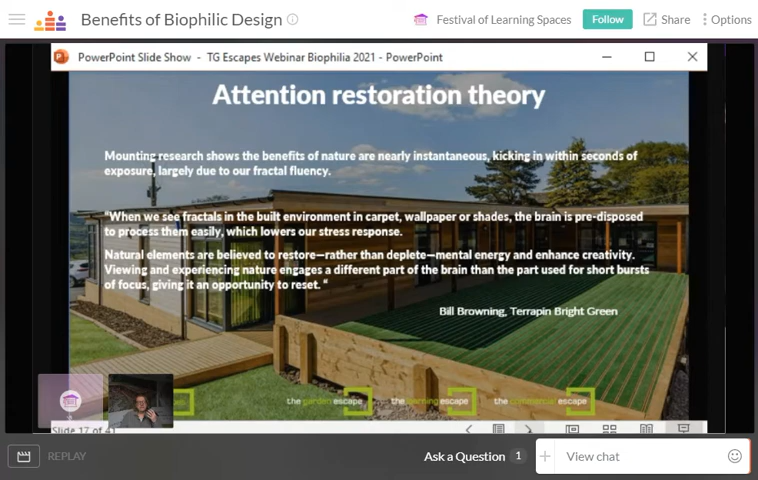 Benefits of Biophilic Design
Festival of Learning Spaces
Follow
Share
Options
PowerPoint Slide Show - TG Escapes Webinar Biophilia 2021 - PowerPoint
Attention restoration theory
Mounting research shows the benefits of nature are nearly instantaneous, kicking in within seconds of
exposure, largely due to our fractal fluency.
“When we see fractals in the built environment in carpet, wallpaper or shades, the brain is pre-disposed
to process them easily, which lowers our stress response.
Natural elements are believed to restore—rather than deplete—mental energy and enhance creativity.
Viewing and experiencing nature engages a different part of the brain than the part used for short bursts
of focus, giving it an opportunity to reset. “
Bill Browning, Terrapin Bright Green
the garden escape
the learning escape
the commercial escape
Slide 17 of 41
REPLAY
Ask a Question 1
View chat